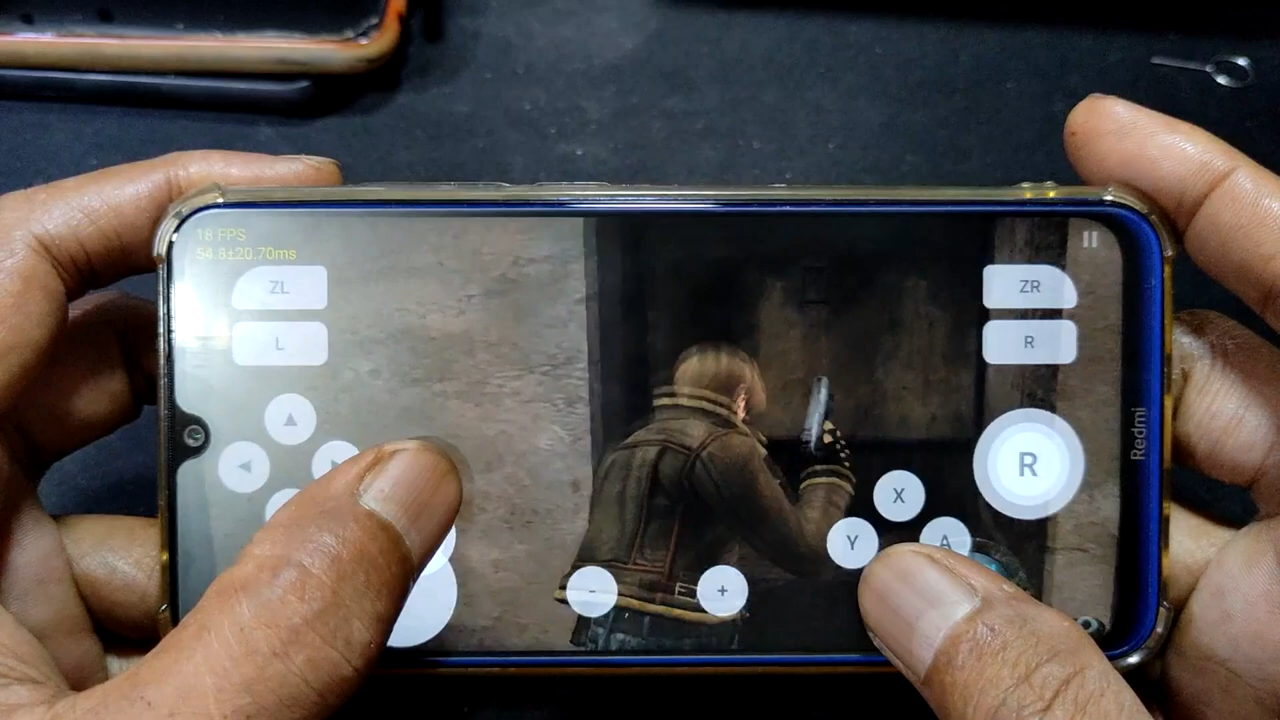 18 FPS
54.8±20.70ms
ZL
ZR
L
R
R
X
Y
A
-
+
Redmi